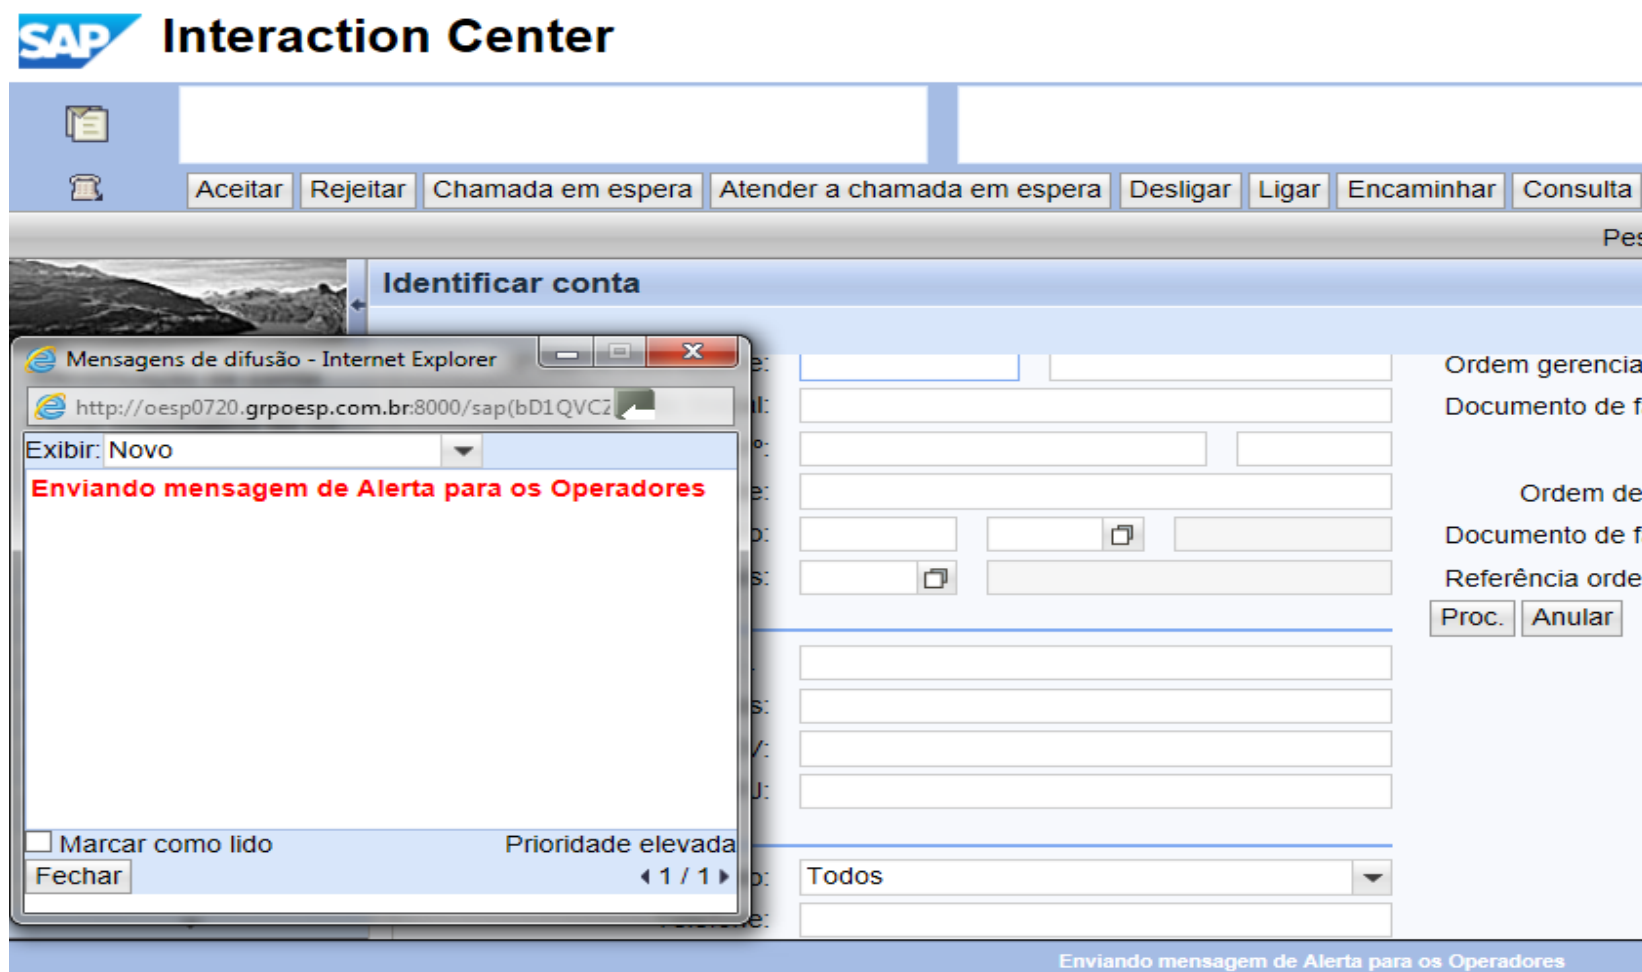 SAP Interaction Center
Aceitar Rejeitar Chamada em espera Atender a chamada em espera Desligar Ligar Encaminhar Consulta
Identificar conta
Mensagens de difusão - Internet Explorer
http://oesp0720.grpoesp.com.br:8000/sap(bD1QVCZ
Exibir: Novo
Enviando mensagem de Alerta para os Operadores
Marcar como lido Prioridade elevada
Fechar 1 / 1
Ordem gerencia
Documento de f
Ordem de
Documento de f
Referência orde
Proc. Anular
Todos
Enviando mensagem de Alerta para os Operadores